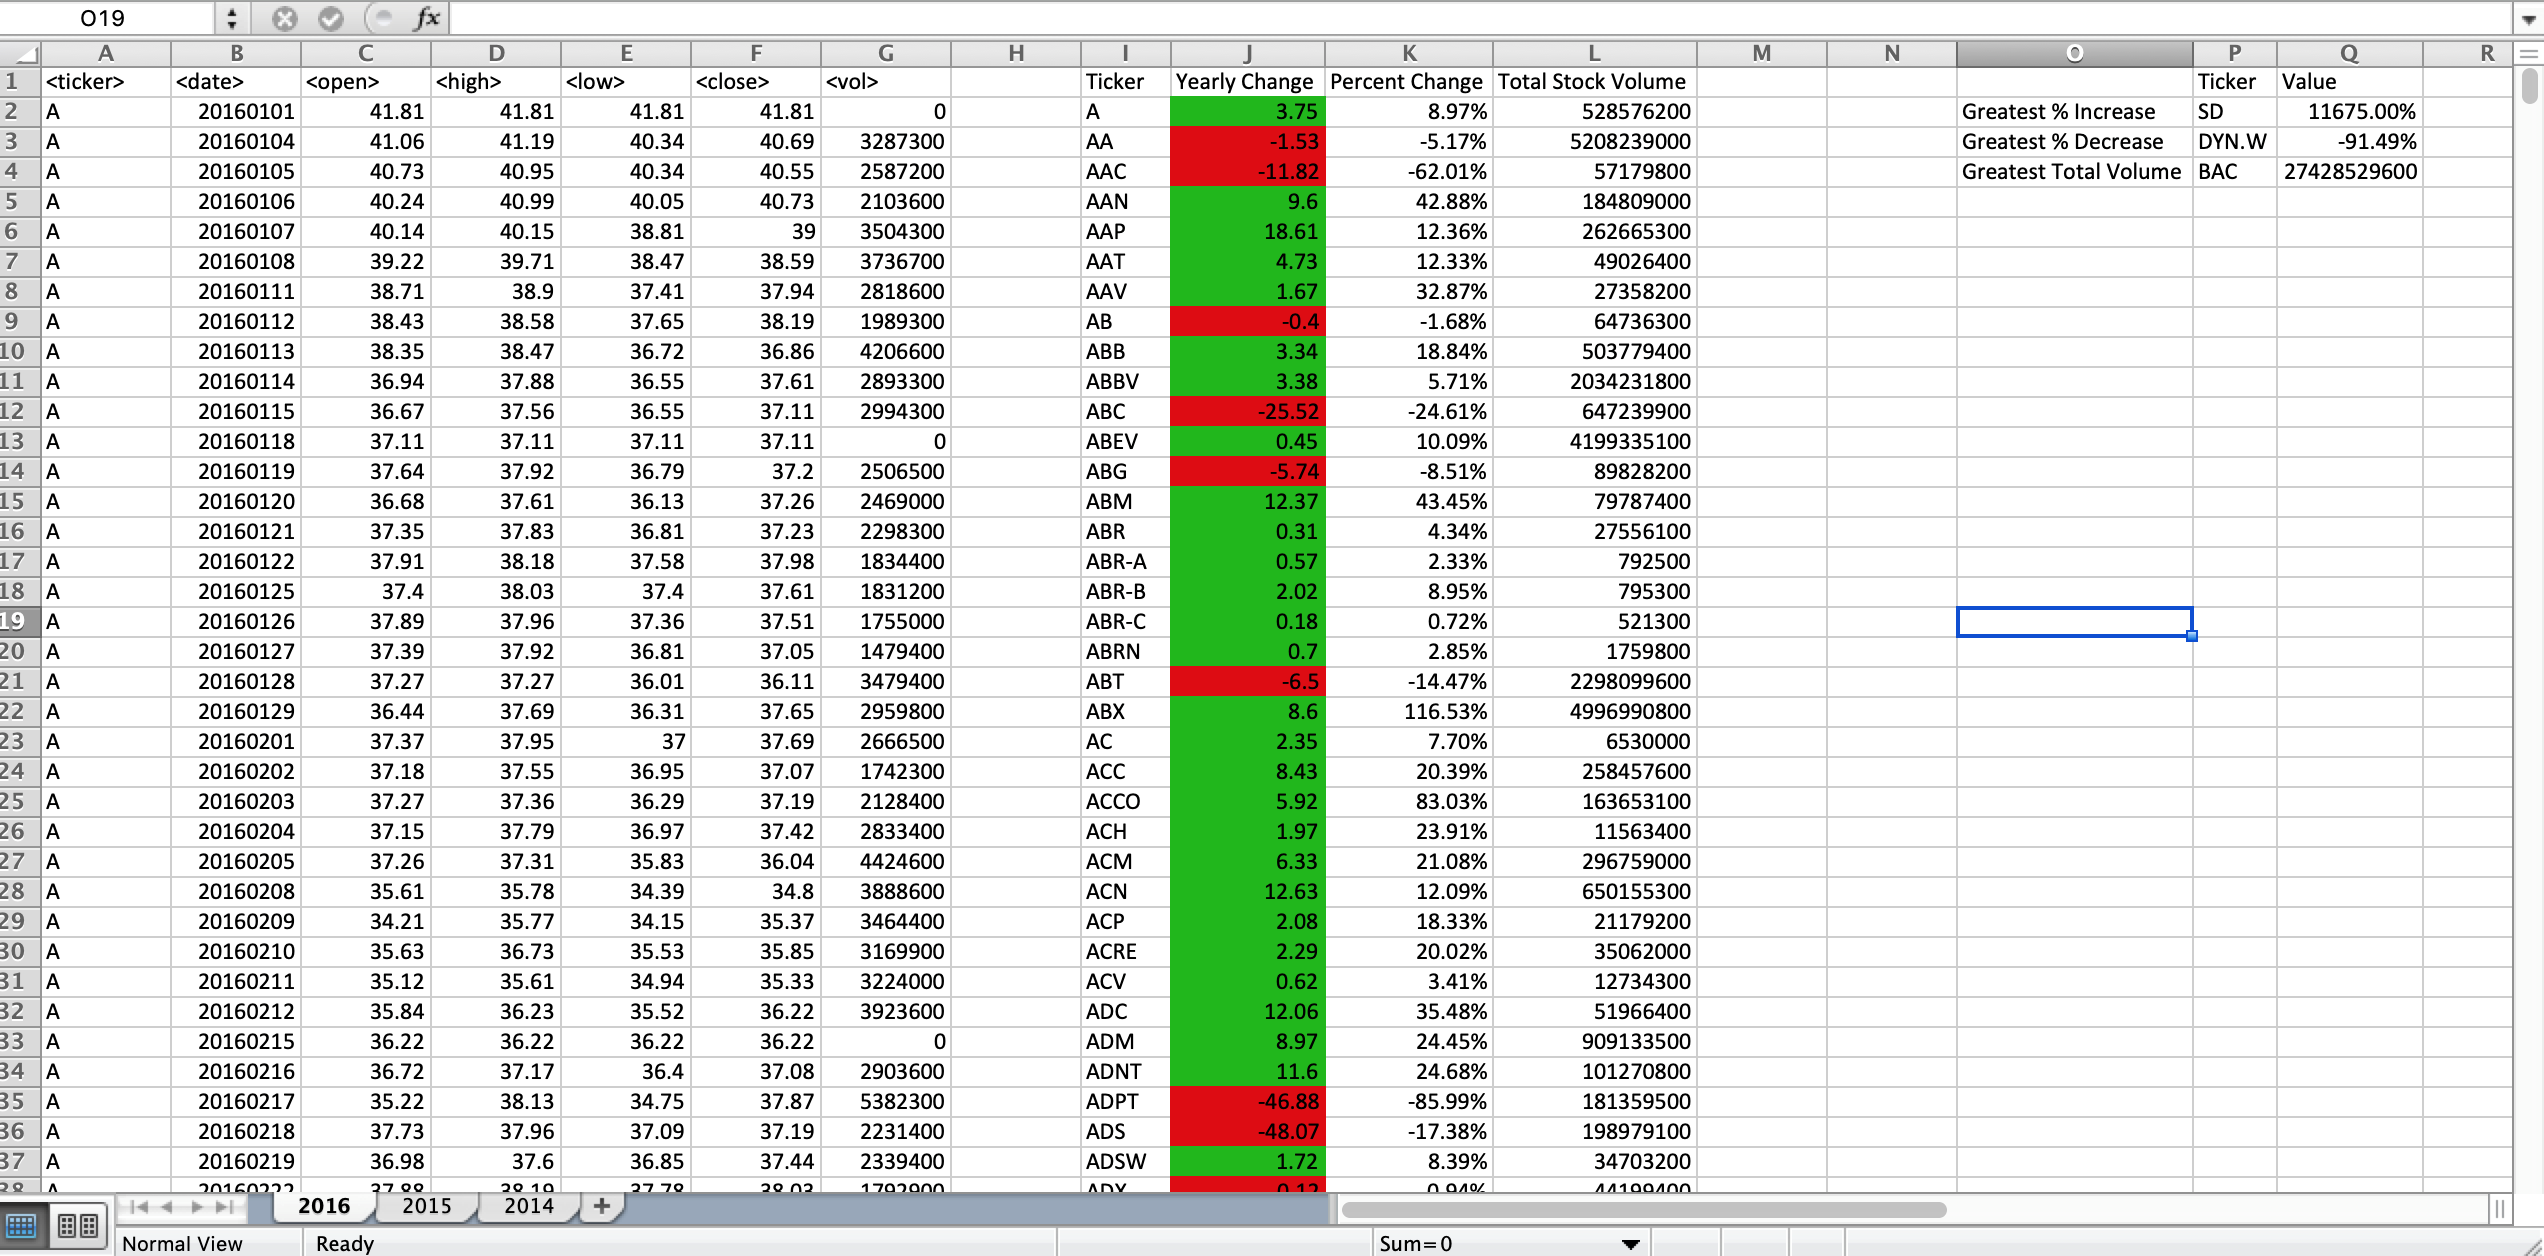 O19 fx
A B C D E F G H I J K L M N O P Q R
1 <ticker> <date> <open> <high> <low> <close> <vol> Ticker Yearly Change Percent Change Total Stock Volume Ticker Value
2 A 20160101 41.81 41.81 41.81 41.81 0 A 3.75 8.97% 528576200 Greatest % Increase SD 11675.00%
3 A 20160104 41.06 41.19 40.34 40.69 3287300 AA -1.53 -5.17% 5208239000 Greatest % Decrease DYN.W -91.49%
4 A 20160105 40.73 40.95 40.34 40.55 2587200 AAC -11.82 -62.01% 57179800 Greatest Total Volume BAC 27428529600
5 A 20160106 40.24 40.99 40.05 40.73 2103600 AAN 9.6 42.88% 184809000
6 A 20160107 40.14 40.15 38.81 39 3504300 AAP 18.61 12.36% 262665300
7 A 20160108 39.22 39.71 38.47 38.59 3736700 AAT 4.73 12.33% 49026400
8 A 20160111 38.71 38.9 37.41 37.94 2818600 AAV 1.67 32.87% 27358200
9 A 20160112 38.43 38.58 37.65 38.19 1989300 AB -0.4 -1.68% 64736300
10 A 20160113 38.35 38.47 36.72 36.86 4206600 ABB 3.34 18.84% 503779400
11 A 20160114 36.94 37.88 36.55 37.61 2893300 ABBV 3.38 5.71% 2034231800
12 A 20160115 36.67 37.56 36.55 37.11 2994300 ABC -25.52 -24.61% 647239900
13 A 20160118 37.11 37.11 37.11 37.11 0 ABEV 0.45 10.09% 4199335100
14 A 20160119 37.64 37.92 36.79 37.2 2506500 ABG -5.74 -8.51% 89828200
15 A 20160120 36.68 37.61 36.13 37.26 2469000 ABM 12.37 43.45% 79787400
16 A 20160121 37.35 37.83 36.81 37.23 2298300 ABR 0.31 4.34% 27556100
17 A 20160122 37.91 38.18 37.58 37.98 1834400 ABR-A 0.57 2.33% 792500
18 A 20160125 37.4 38.03 37.4 37.61 1831200 ABR-B 2.02 8.95% 795300
19 A 20160126 37.89 37.96 37.36 37.51 1755000 ABR-C 0.18 0.72% 521300
20 A 20160127 37.39 37.92 36.81 37.05 1479400 ABRN 0.7 2.85% 1759800
21 A 20160128 37.27 37.27 36.01 36.11 3479400 ABT -6.5 -14.47% 2298099600
22 A 20160129 36.44 37.69 36.31 37.65 2959800 ABX 8.6 116.53% 4996990800
23 A 20160201 37.37 37.95 37 37.69 2666500 AC 2.35 7.70% 6530000
24 A 20160202 37.18 37.55 36.95 37.07 1742300 ACC 8.43 20.39% 258457600
25 A 20160203 37.27 37.36 36.29 37.19 2128400 ACCO 5.92 83.03% 163653100
26 A 20160204 37.15 37.79 36.97 37.42 2833400 ACH 1.97 23.91% 11563400
27 A 20160205 37.26 37.31 35.83 36.04 4424600 ACM 6.33 21.08% 296759000
28 A 20160208 35.61 35.78 34.39 34.8 3888600 ACN 12.63 12.09% 650155300
29 A 20160209 34.21 35.77 34.15 35.37 3464400 ACP 2.08 18.33% 21179200
30 A 20160210 35.63 36.73 35.53 35.85 3169900 ACRE 2.29 20.02% 35062000
31 A 20160211 35.12 35.61 34.94 35.33 3224000 ACV 0.62 3.41% 12734300
32 A 20160212 35.84 36.23 35.52 36.22 3923600 ADC 12.06 35.48% 51966400
33 A 20160215 36.22 36.22 36.22 36.22 0 ADM 8.97 24.45% 909133500
34 A 20160216 36.72 37.17 36.4 37.08 2903600 ADNT 11.6 24.68% 101270800
35 A 20160217 35.22 38.13 34.75 37.87 5382300 ADPT -46.88 -85.99% 181359500
36 A 20160218 37.73 37.96 37.09 37.19 2231400 ADS -48.07 -17.38% 198979100
37 A 20160219 36.98 37.6 36.85 37.44 2339400 ADSW 1.72 8.39% 34703200
38 A 20160222 37.88 38.19 37.78 38.03 1792900 ADX
2016 2015 2014 +
Normal View Ready Sum=0